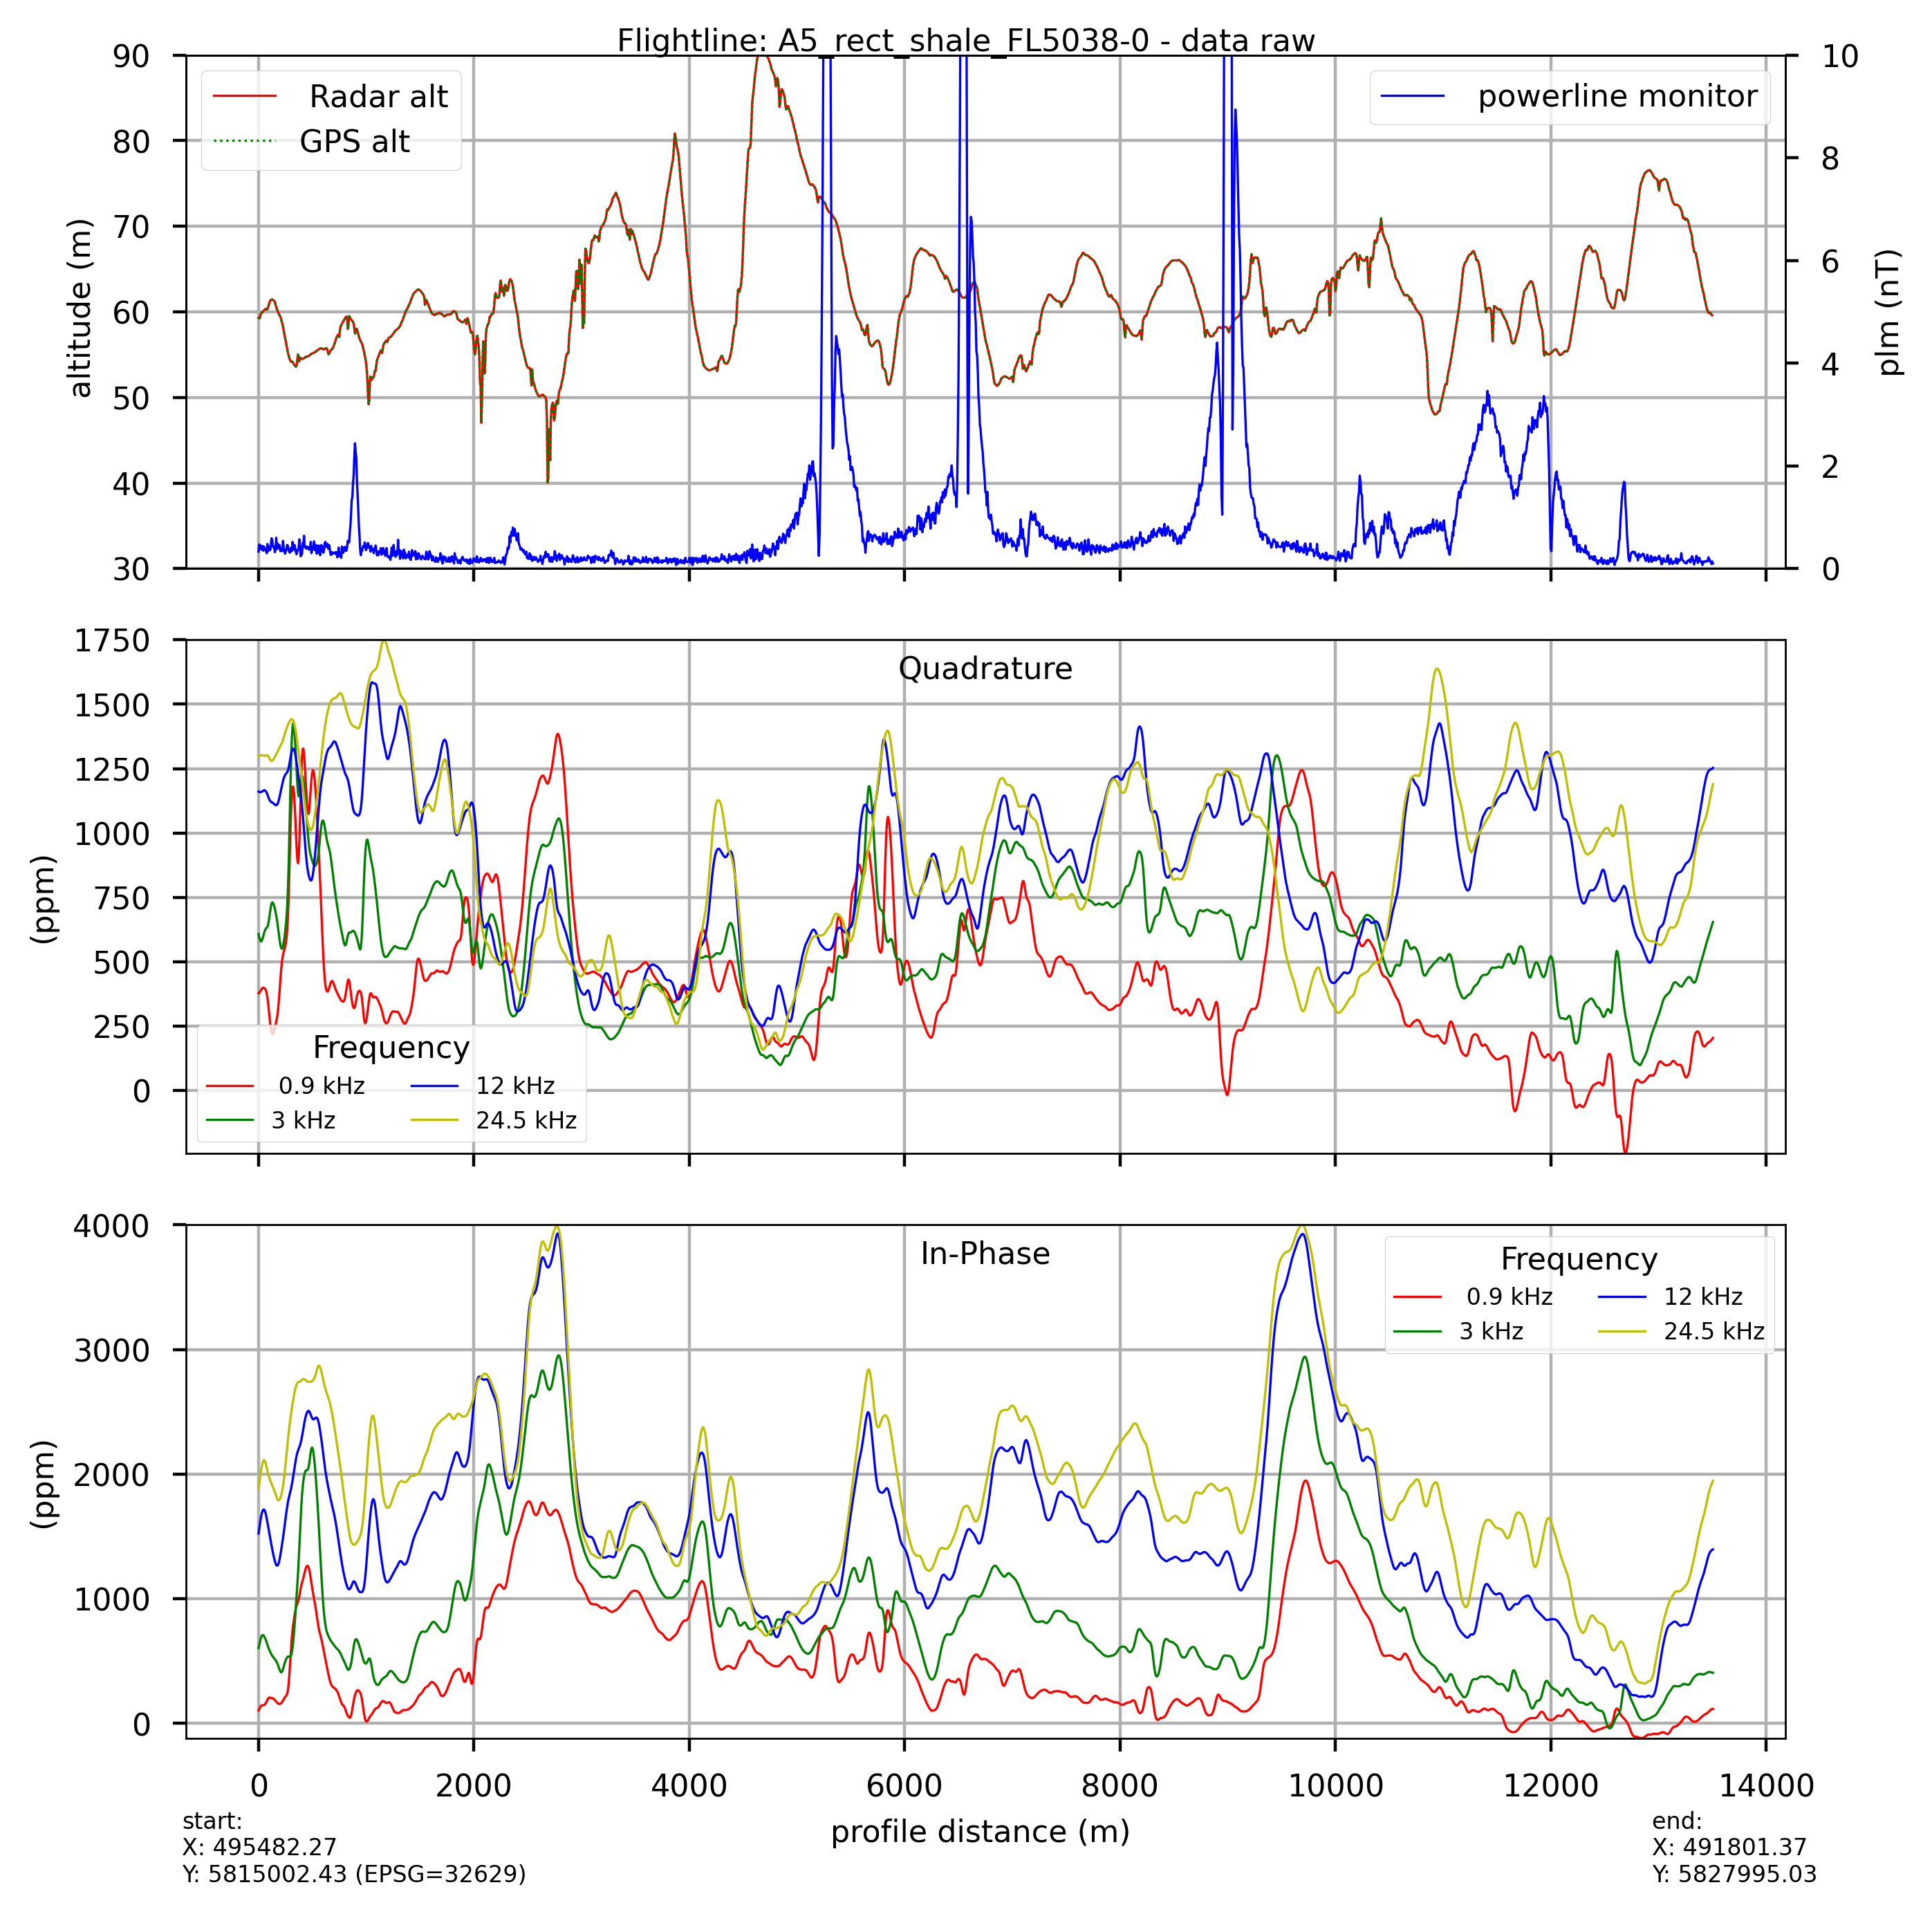 Flightline: A5_rect_shale_FL5038-0 - data raw
90
80
70
60
50
40
30
altitude (m)
Radar alt
GPS alt
powerline monitor
10
8
6
4
2
0
plm (nT)
Quadrature
1750
1500
1250
1000
750
500
250
0
(ppm)
Frequency
0.9 kHz
3 kHz
12 kHz
24.5 kHz
In-Phase
4000
3000
2000
1000
0
(ppm)
Frequency
0.9 kHz
3 kHz
12 kHz
24.5 kHz
0 2000 4000 6000 8000 10000 12000 14000
profile distance (m)
start:
X: 495482.27
Y: 5815002.43 (EPSG=32629)
end:
X: 491801.37
Y: 5827995.03